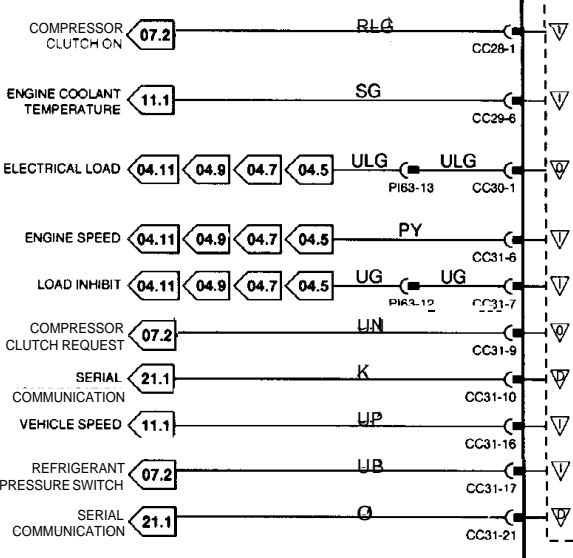 COMPRESSOR
CLUTCH ON
07.2
RLG
CC28-1
I
ENGINE COOLANT
TEMPERATURE
11.1
SG
CC29-6
I
ELECTRICAL LOAD
04.11 04.9 04.7 04.5
ULG ULG
PI63-13
CC30-1
O
ENGINE SPEED
04.11 04.9 04.7 04.5
PY
CC31-6
I
LOAD INHIBIT
04.11 04.9 04.7 04.5
UG UG
PI63-12
CC31-7
I
COMPRESSOR
CLUTCH REQUEST
07.2
UN
CC31-9
O
SERIAL
COMMUNICATION
21.1
K
CC31-10
D
VEHICLE SPEED
11.1
UP
CC31-16
I
REFRIGERANT
PRESSURE SWITCH
07.2
UB
CC31-17
I
SERIAL
COMMUNICATION
21.1
O
CC31-21
D